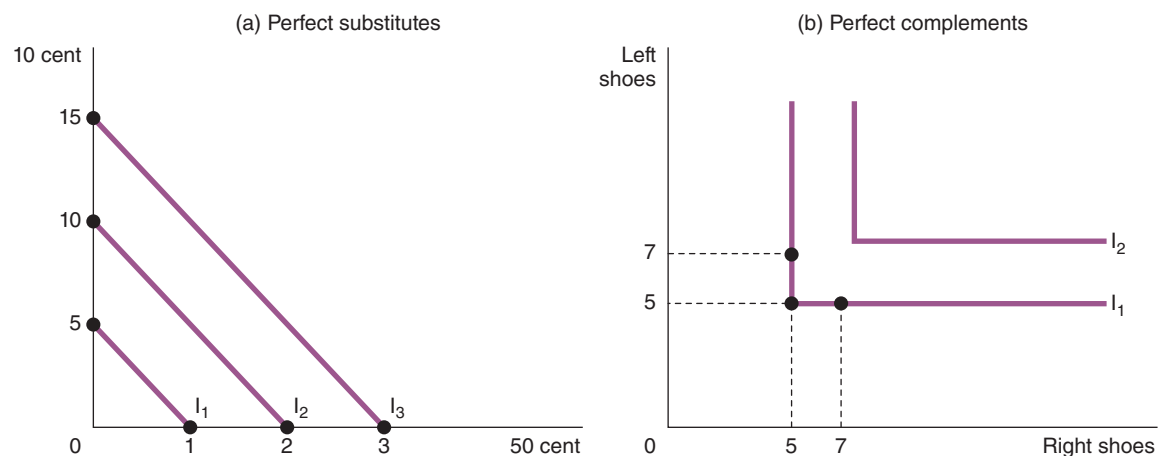 (a) Perfect substitutes
10 cent
15
10
5
0
1
2
3
50 cent
I₁
I₂
I₃
(b) Perfect complements
Left
shoes
7
5
0
5
7
Right shoes
I₂
I₁